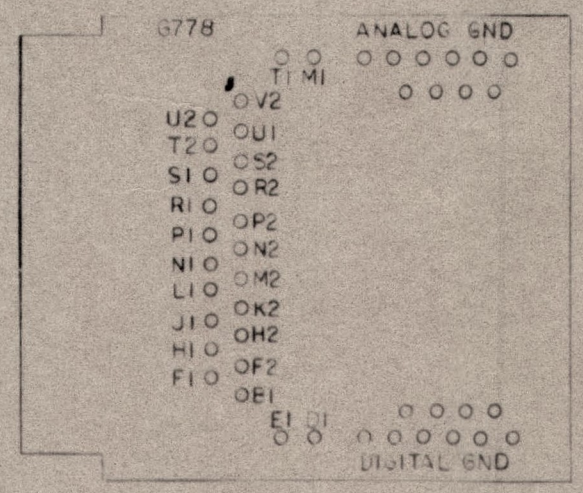 G778
ANALOG GND
T1 M1
V2
U2
U1
T2
S2
S1
R2
R1
P2
P1
N2
N1
M2
L1
K2
J1
H2
H1
F2
F1
B1
E1 D1
DIGITAL GND